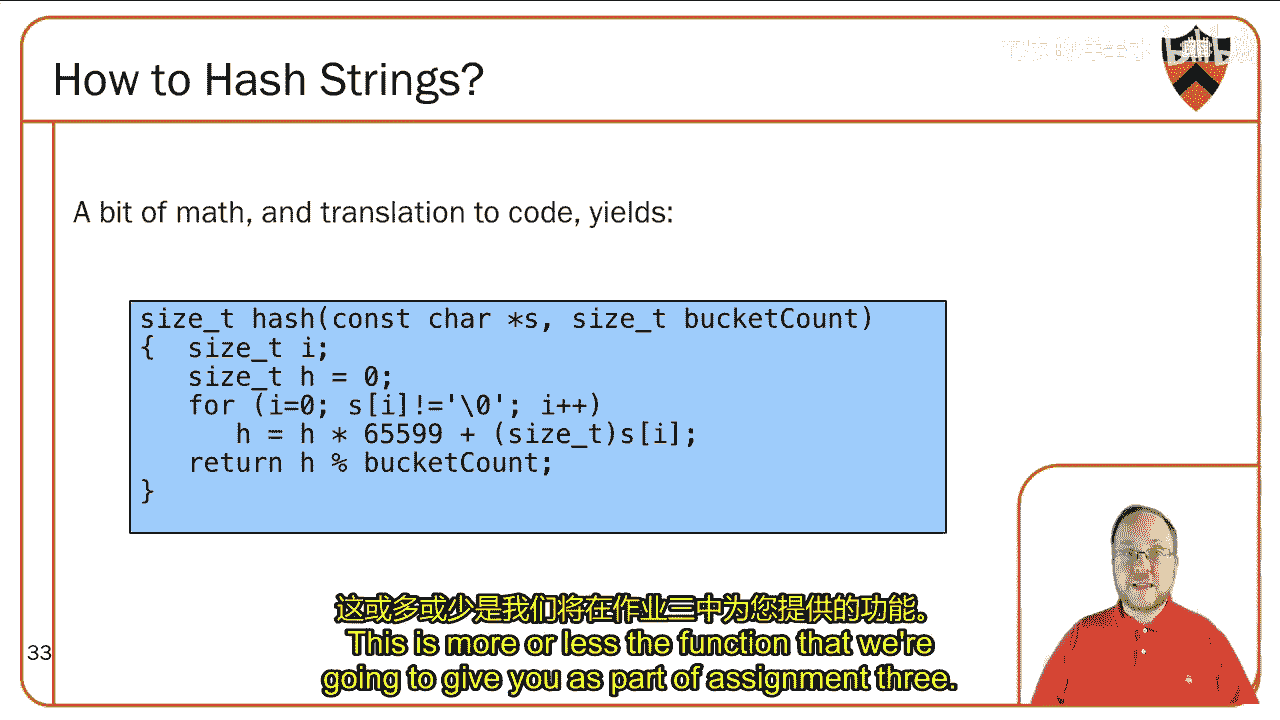 How to Hash Strings?
A bit of math, and translation to code, yields:
size_t hash(const char *s, size_t bucketCount)
{  size_t i;
   size_t h = 0;
   for (i=0; s[i]!='\0'; i++)
      h = h * 65599 + (size_t)s[i];
   return h % bucketCount;
}
这或多或少是我们将在作业三中为您提供的功能。
This is more or less the function that we're
going to give you as part of assignment three.
33